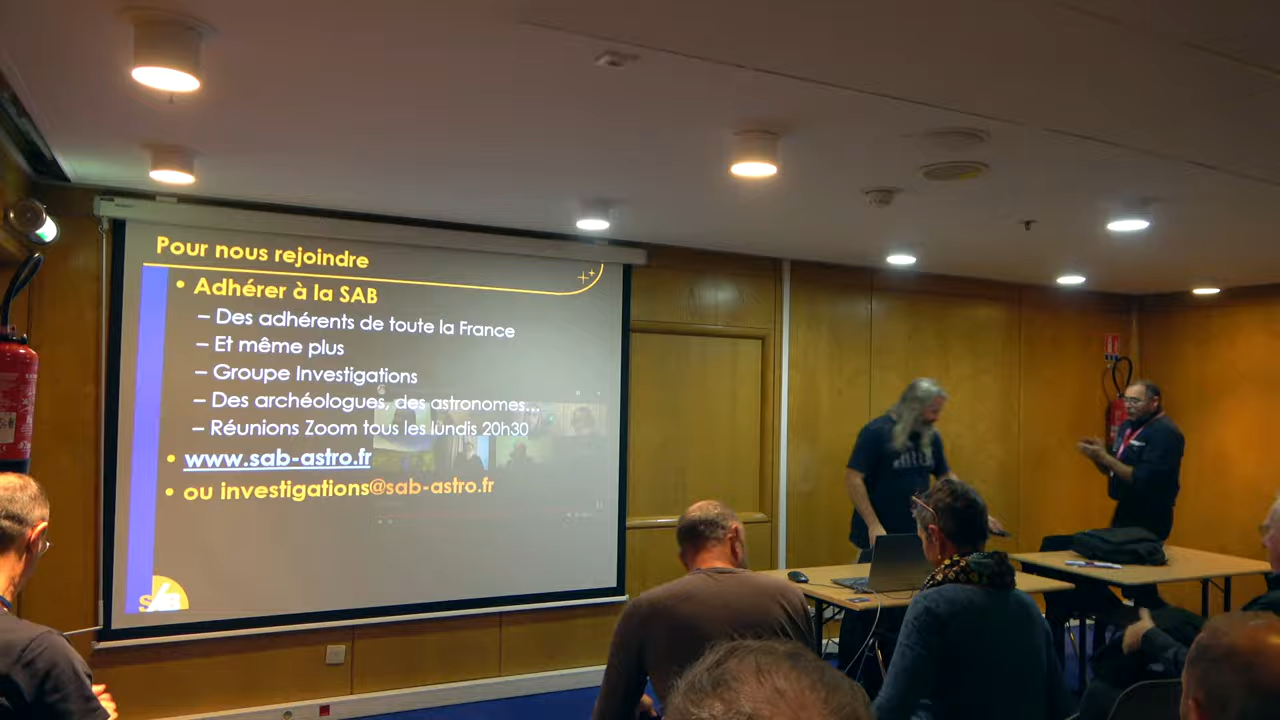 Pour nous rejoindre
• Adhérer à la SAB
– Des adhérents de toute la France
– Et même plus
– Groupe Investigations
– Des archéologues, des astronomes...
– Réunions Zoom tous les lundis 20h30
• www.sab-astro.fr
• ou investigations@sab-astro.fr